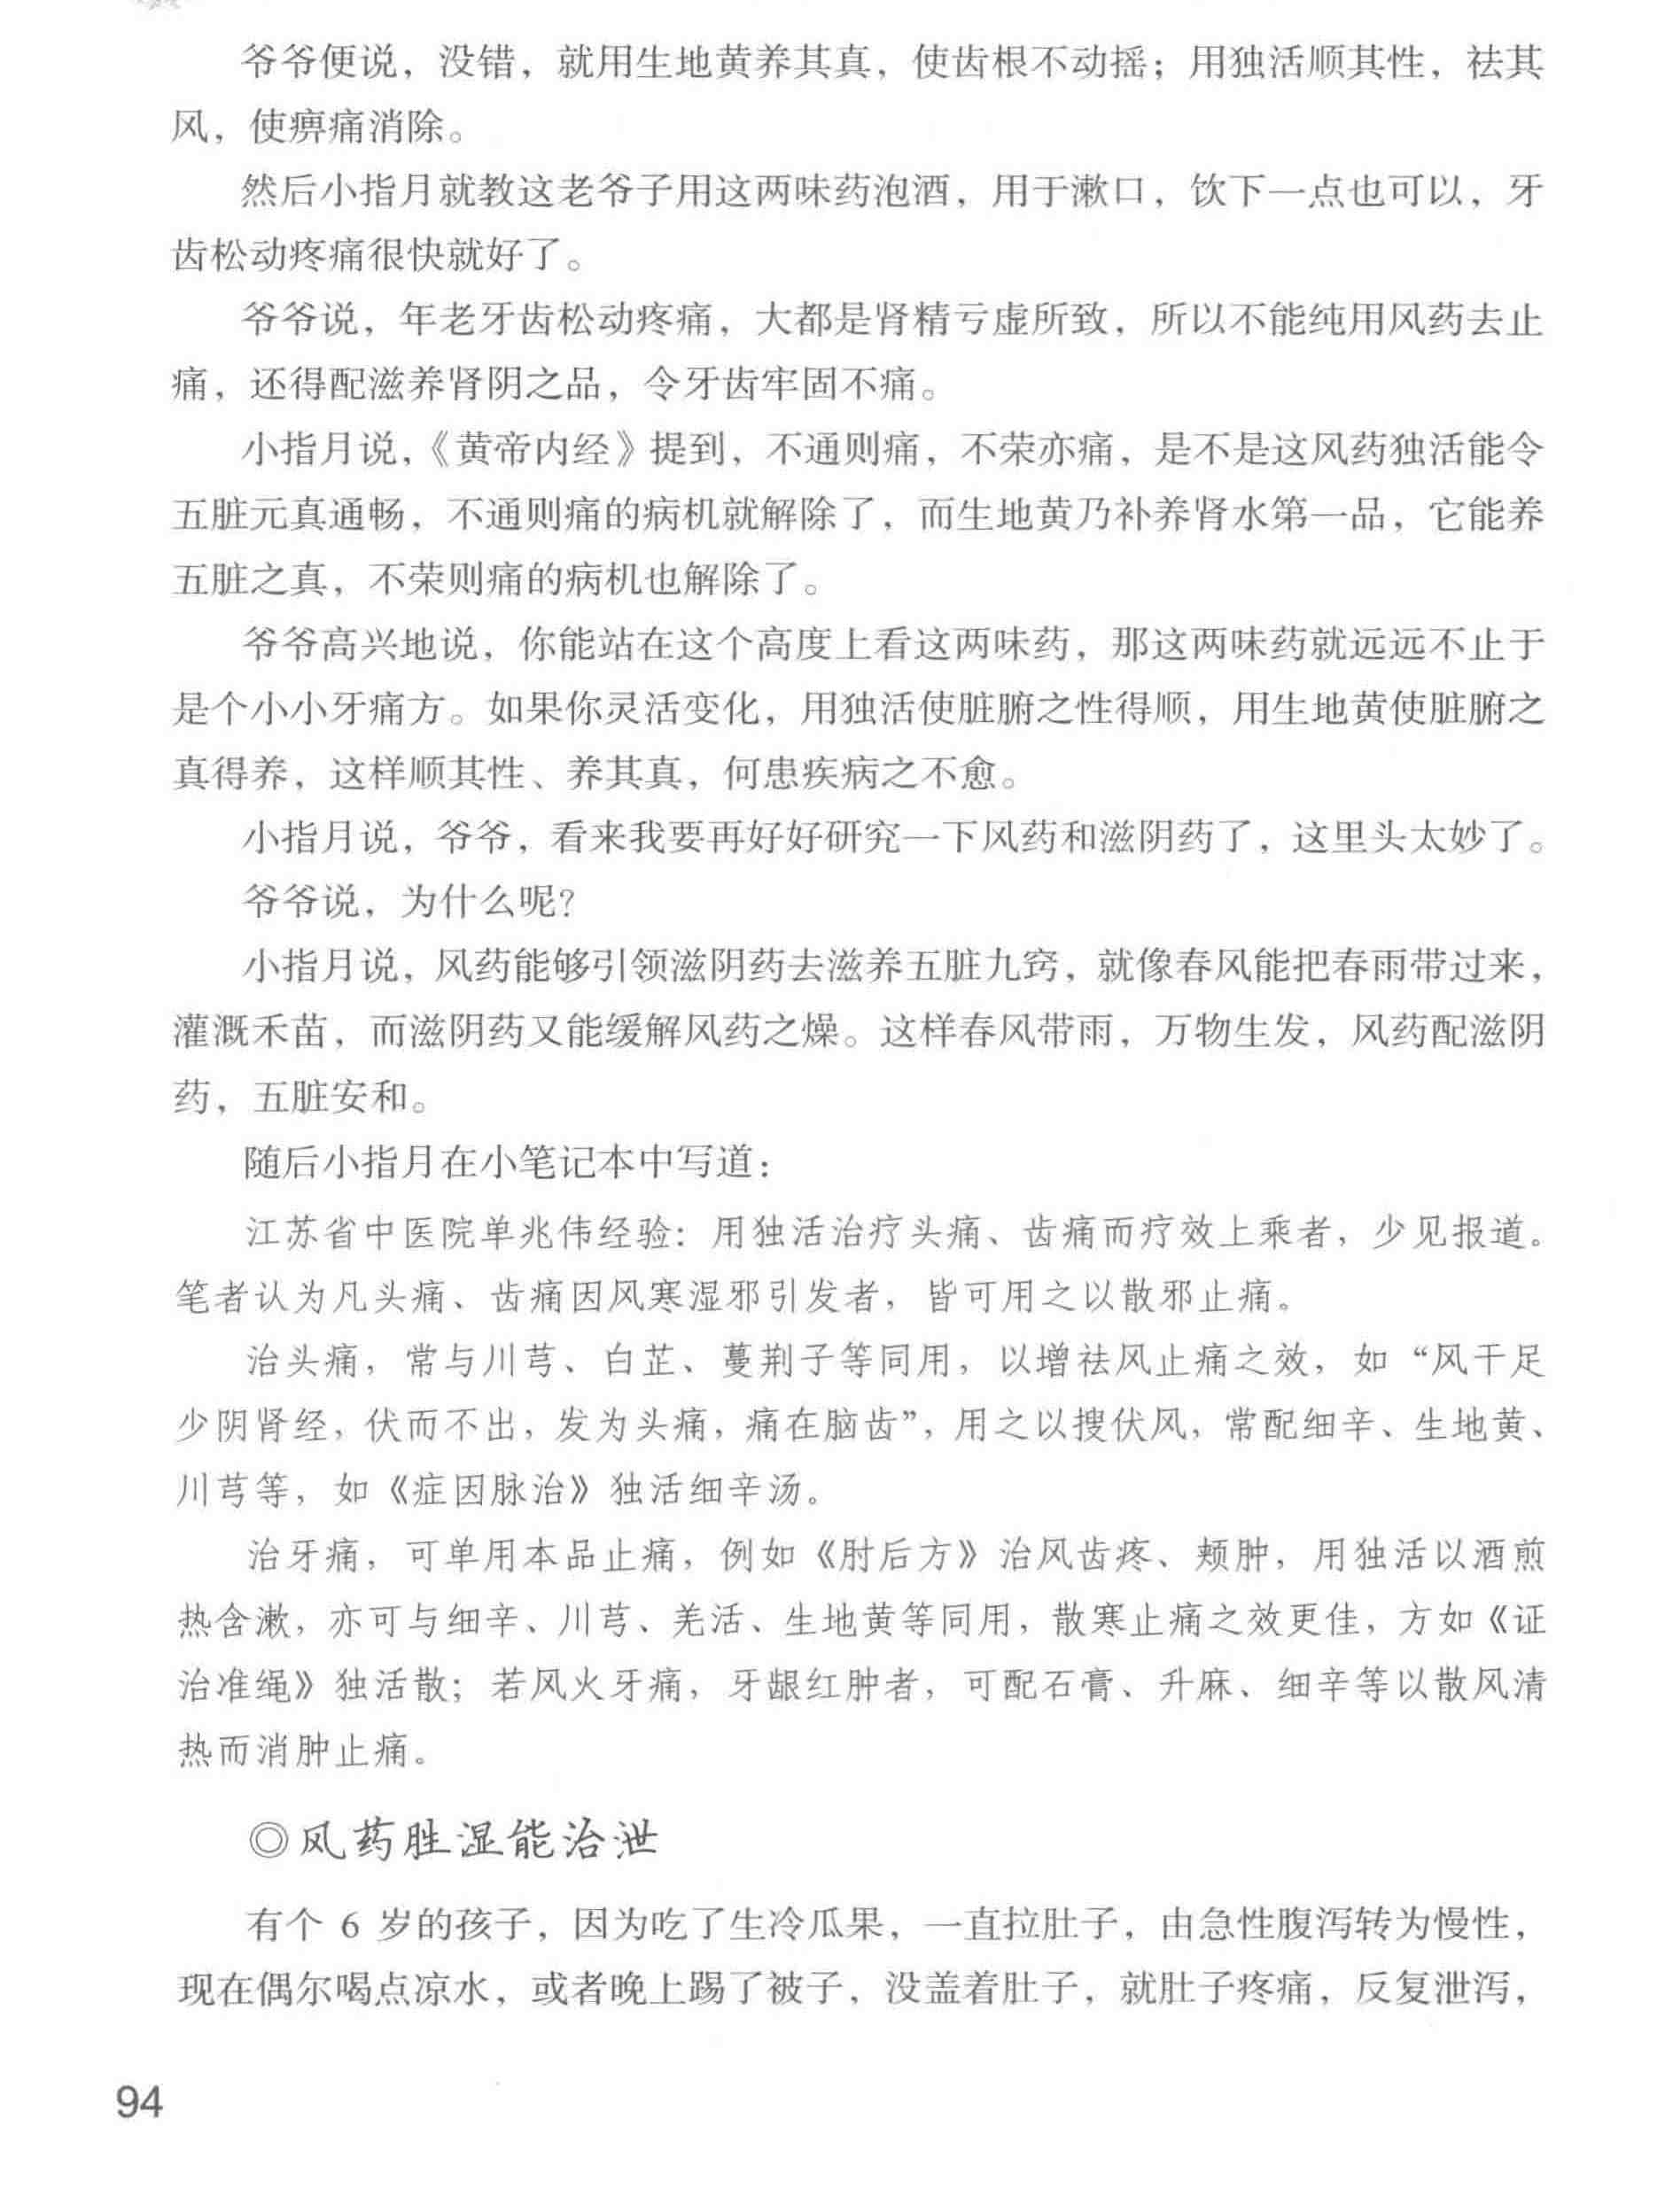 爷爷便说，没错，就用生地黄养其真，使齿根不动摇；用独活顺其性，祛其
风，使痹痛消除。
然后小指月就教这老爷子用这两味药泡酒，用于漱口，饮下一点也可以，牙
齿松动疼痛很快就好了。
爷爷说，年老牙齿松动疼痛，大都是肾精亏虚所致，所以不能纯用风药去止
痛，还得配滋养肾阴之品，令牙齿牢固不痛。
小指月说，《黄帝内经》提到，不通则痛，不荣亦痛，是不是这风药独活能令
五脏元真通畅，不通则痛的病机就解除了，而生地黄乃补养肾水第一品，它能养
五脏之真，不荣则痛的病机也解除了。
爷爷高兴地说，你能站在这个高度上看这两味药，那这两味药就远远不止于
是个小小牙痛方。如果你灵活变化，用独活使脏腑之性得顺，用生地黄使脏腑之
真得养，这样顺其性、养其真，何患疾病之不愈。
小指月说，爷爷，看来我要再好好研究一下风药和滋阴药了，这里头太妙了。
爷爷说，为什么呢？
小指月说，风药能够引领滋阴药去滋养五脏九窍，就像春风能把春雨带过来，
灌溉禾苗，而滋阴药又能缓解风药之燥。这样春风带雨，万物生发，风药配滋阴
药，五脏安和。
随后小指月在小笔记本中写道：
江苏省中医院单兆伟经验：用独活治疗头痛、齿痛而疗效上乘者，少见报道。
笔者认为凡头痛、齿痛因风寒湿邪引发者，皆可用之以散邪止痛。
治头痛，常与川芎、白芷、蔓荆子等同用，以增祛风止痛之效，如“风干足
少阴肾经，伏而不出，发为头痛，痛在脑齿”，用之以搜伏风，常配细辛、生地黄、
川芎等，如《症因脉治》独活细辛汤。
治牙痛，可单用本品止痛，例如《肘后方》治风齿疼、颊肿，用独活以酒煎
热含漱，亦可与细辛、川芎、羌活、生地黄等同用，散寒止痛之效更佳，方如《证
治准绳》独活散；若风火牙痛，牙龈红肿者，可配石膏、升麻、细辛等以散风清
热而消肿止痛。
◎风药胜湿能治泄
有个 6 岁的孩子，因为吃了生冷瓜果，一直拉肚子，由急性腹泻转为慢性，
现在偶尔喝点凉水，或者晚上踢了被子，没盖着肚子，就肚子疼痛，反复泄泻，
94